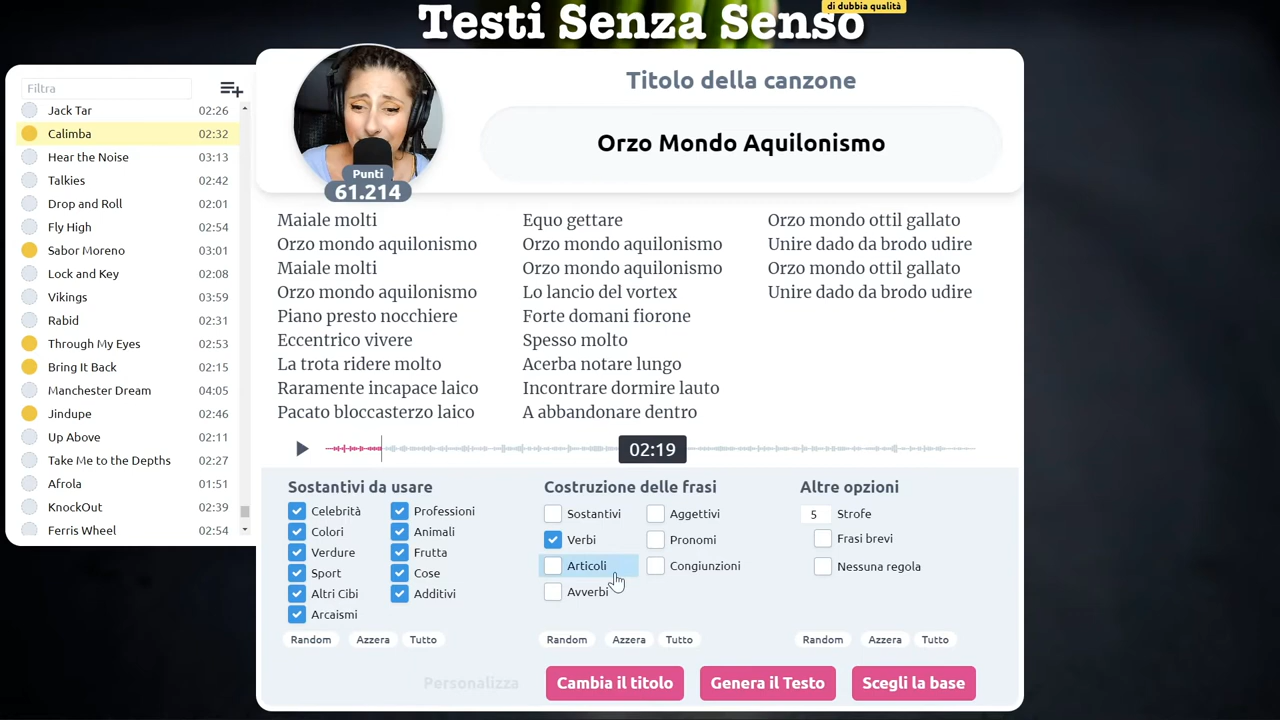 di dubbia qualità
Testi Senza Senso
Filtra
Jack Tar 02:26
Calimba 02:32
Hear the Noise 03:13
Talkies 02:42
Drop and Roll 02:01
Fly High 02:54
Sabor Moreno 03:01
Lock and Key 02:08
Vikings 03:59
Rabid 02:31
Through My Eyes 02:53
Bring It Back 02:15
Manchester Dream 04:05
Jindupe 02:46
Up Above 02:11
Take Me to the Depths 02:27
Afrola 01:51
KnockOut 02:39
Ferris Wheel 02:54
Punti
61.214
Titolo della canzone
Orzo Mondo Aquilonismo
Maiale molti
Orzo mondo aquilonismo
Maiale molti
Orzo mondo aquilonismo
Piano presto nocchiere
Eccentrico vivere
La trota ridere molto
Raramente incapace laico
Pacato bloccasterzo laico
Equo gettare
Orzo mondo aquilonismo
Orzo mondo aquilonismo
Lo lancio del vortex
Forte domani fiorone
Spesso molto
Acerba notare lungo
Incontrare dormire lauto
A abbandonare dentro
Orzo mondo ottil gallato
Unire dado da brodo udire
Orzo mondo ottil gallato
Unire dado da brodo udire
02:19
Sostantivi da usare
Celebrità Professioni
Colori Animali
Verdure Frutta
Sport Cose
Altri Cibi Additivi
Arcaismi
Random Azzera Tutto
Costruzione delle frasi
Sostantivi Aggettivi
Verbi Pronomi
Articoli Congiunzioni
Avverbi
Random Azzera Tutto
Altre opzioni
5 Strofe
Frasi brevi
Nessuna regola
Random Azzera Tutto
Personalizza
Cambia il titolo
Genera il Testo
Scegli la base